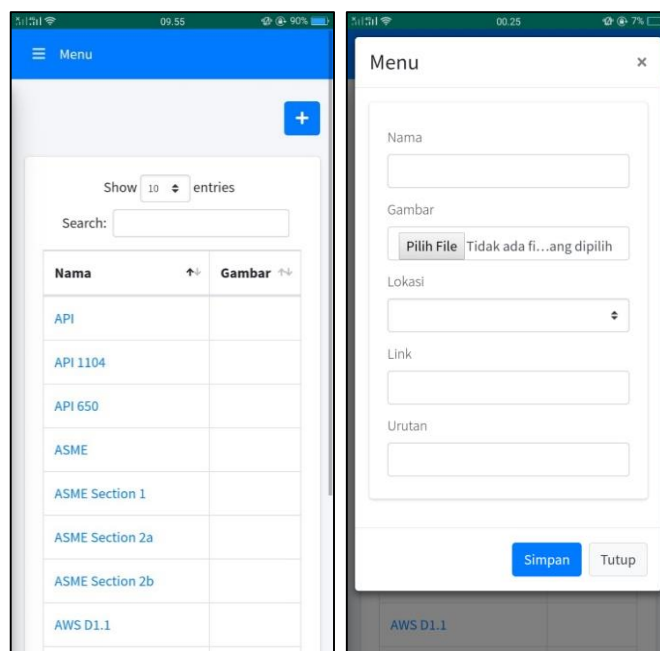 09.55
90%
Menu
+
Show 10 entries
Search:
Nama Gambar
API
API 1104
API 650
ASME
ASME Section 1
ASME Section 2a
ASME Section 2b
AWS D1.1
00.25
7%
Menu ×
Nama
Gambar
Pilih File Tidak ada fi...ang dipilih
Lokasi
Link
Urutan
Simpan Tutup
AWS D1.1